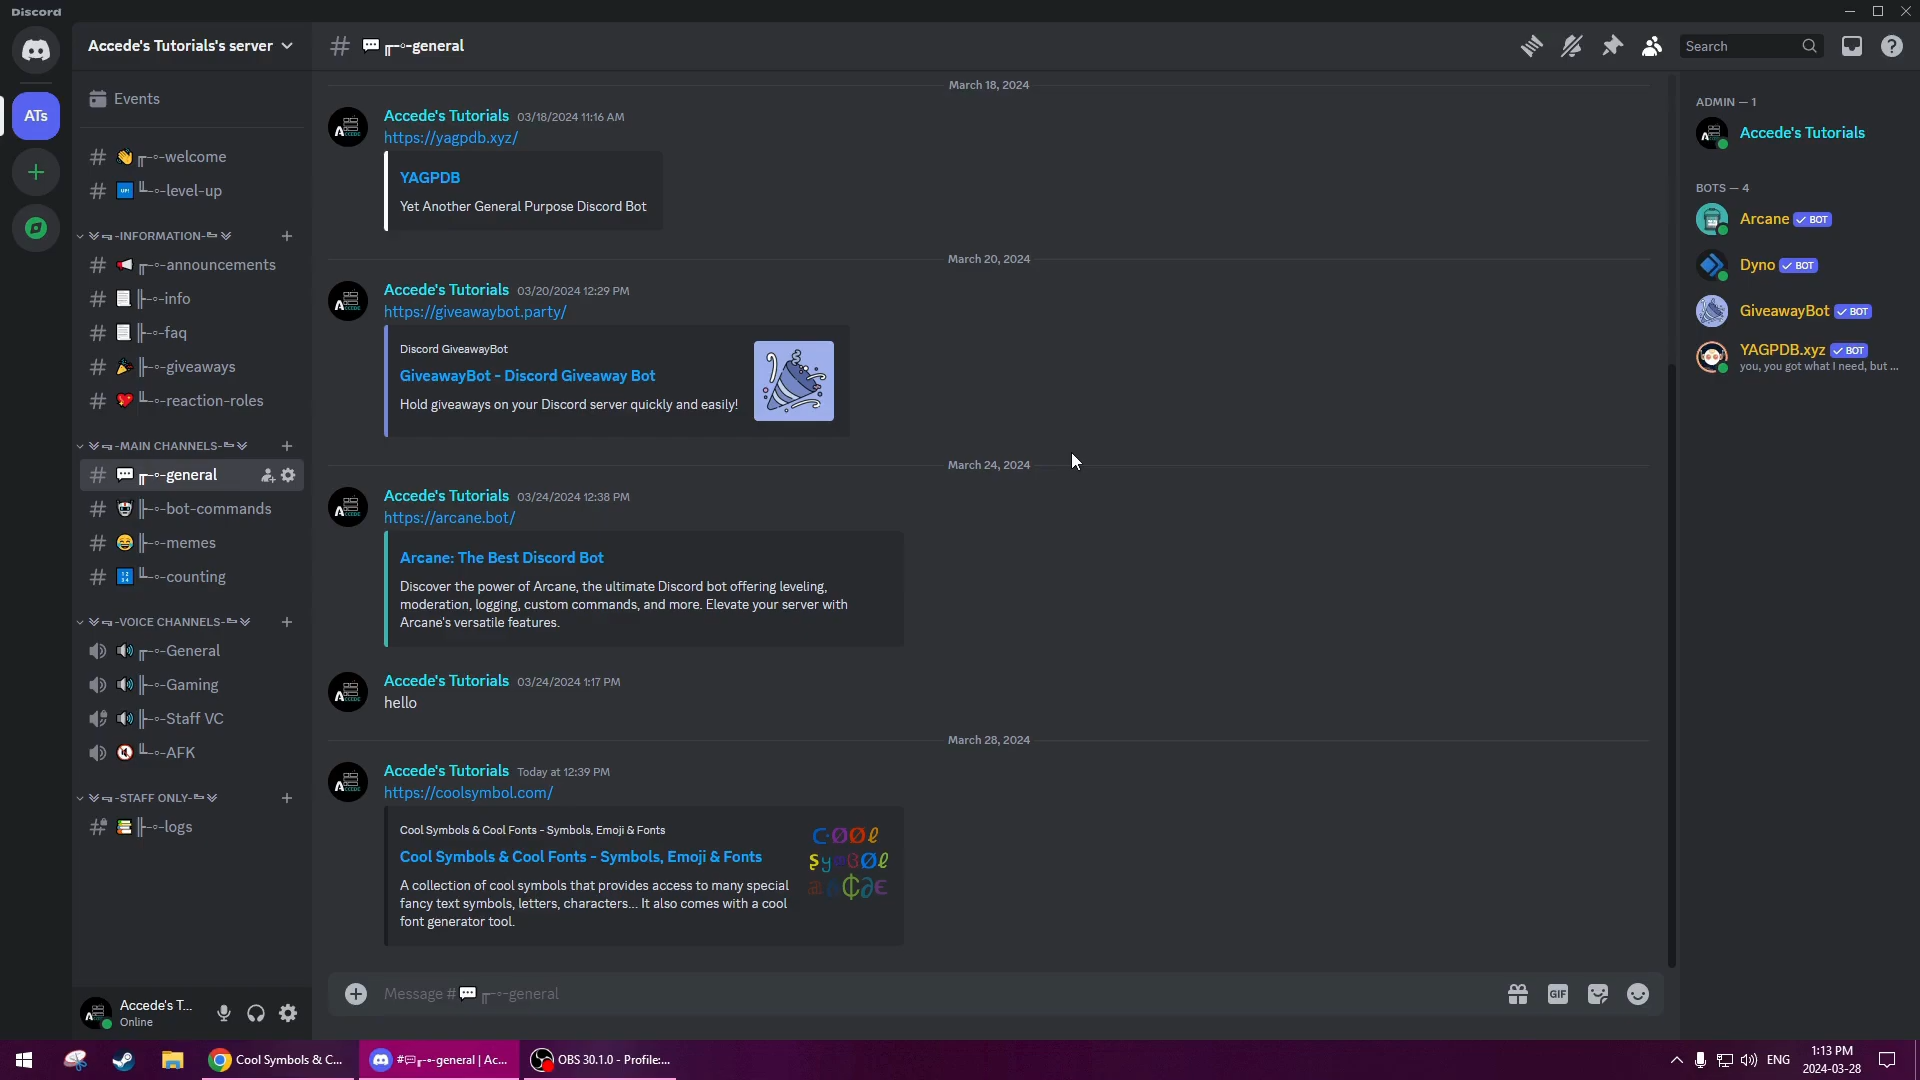 Discord
Accede's Tutorials's server
ATs
Events
╔-∘-welcome
╚-∘-level-up
-INFORMATION-
╔-∘-announcements
╠-∘-info
╠-∘-faq
╠-∘-giveaways
╚-∘-reaction-roles
-MAIN CHANNELS-
╔-∘-general
╠-∘-bot-commands
╠-∘-memes
╚-∘-counting
-VOICE CHANNELS-
╔-∘-General
╠-∘-Gaming
╠-∘-Staff VC
╚-∘-AFK
-STAFF ONLY-
╠-∘-logs
Accede's T...
Online
# 💬 ╔-∘-general
Search
March 18, 2024
Accede's Tutorials 03/18/2024 11:16 AM
https://yagpdb.xyz/
YAGPDB
Yet Another General Purpose Discord Bot
March 20, 2024
Accede's Tutorials 03/20/2024 12:29 PM
https://giveawaybot.party/
Discord GiveawayBot
GiveawayBot - Discord Giveaway Bot
Hold giveaways on your Discord server quickly and easily!
March 24, 2024
Accede's Tutorials 03/24/2024 12:38 PM
https://arcane.bot/
Arcane: The Best Discord Bot
Discover the power of Arcane, the ultimate Discord bot offering leveling,
moderation, logging, custom commands, and more. Elevate your server with
Arcane's versatile features.
Accede's Tutorials 03/24/2024 1:17 PM
hello
March 28, 2024
Accede's Tutorials Today at 12:39 PM
https://coolsymbol.com/
Cool Symbols & Cool Fonts - Symbols, Emoji & Fonts
Cool Symbols & Cool Fonts - Symbols, Emoji & Fonts
A collection of cool symbols that provides access to many special
fancy text symbols, letters, characters... It also comes with a cool
font generator tool.
Message #💬 ╔-∘-general
GIF
ADMIN — 1
Accede's Tutorials
BOTS — 4
Arcane ✓ BOT
Dyno ✓ BOT
GiveawayBot ✓ BOT
YAGPDB.xyz ✓ BOT
you, you got what I need, but ...
Cool Symbols & C...
#💬╔-∘-general | Ac...
OBS 30.1.0 - Profile:...
ENG
1:13 PM
2024-03-28